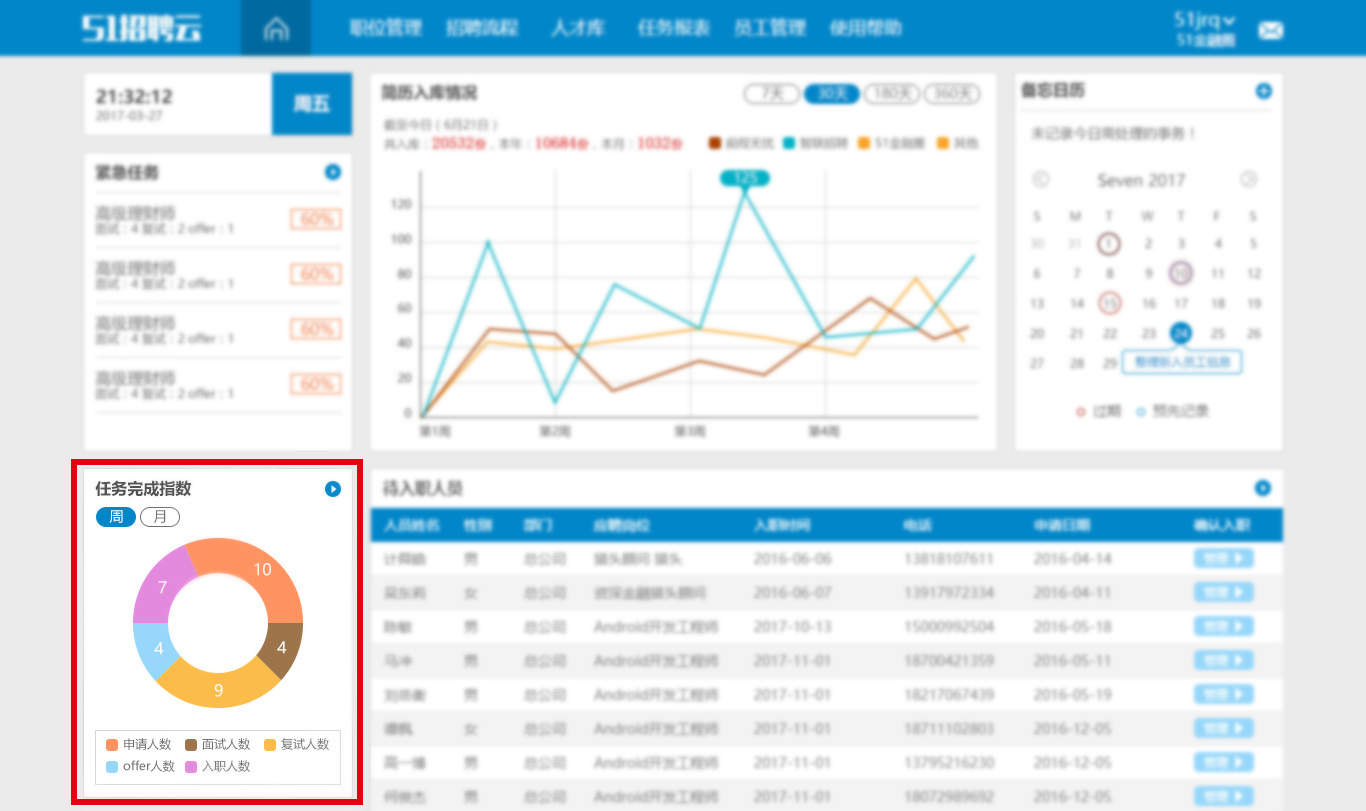 51招聘云
职位管理 招聘流程 人才库 任务报表 员工管理 使用帮助
51jrq
51金融圈
21:32:12
2017-03-27
周五
紧急任务
高级理财师
面试：4 复试：2 offer：1
60%
高级理财师
面试：4 复试：2 offer：1
60%
高级理财师
面试：4 复试：2 offer：1
60%
高级理财师
面试：4 复试：2 offer：1
60%
简历入库情况
7天 30天 180天 360天
截至今日（6月21日）
共入库：20532份，本年：10684份，本月：1032份
前程无忧 智联招聘 51金融圈 其他
125
120
100
80
60
40
20
0
第1周 第2周 第3周 第4周
备忘日历
未记录今日需处理的事务！
Seven 2017
S M T W T F S
30 31 1 2 3 4 5
6 7 8 9 10 11 12
13 14 15 16 17 18 19
20 21 22 23 24 25 26
27 28 29
整理新入员工信息
过期 预先记录
任务完成指数
周 月
10
7
4
4
9
申请人数 面试人数 复试人数
offer人数 入职人数
待入职人员
人员姓名 性别 部门 应聘岗位 入职时间 电话 申请日期 确认入职
男 总公司 猎头顾问 猎头 2016-06-06 13818107611 2016-04-14 管理
吴东莉 女 总公司 资深金融猎头顾问 2016-06-07 13917972334 2016-04-11 管理
陈敏 男 总公司 Android开发工程师 2017-10-13 15000992504 2016-05-18 管理
马冲 男 总公司 Android开发工程师 2017-11-01 18700421359 2016-05-11 管理
男 总公司 Android开发工程师 2017-11-01 18217067439 2016-05-19 管理
谭枫 女 总公司 Android开发工程师 2017-11-01 18711102803 2016-12-05 管理
男 总公司 Android开发工程师 2017-11-01 13795216230 2016-12-05 管理
何俊杰 男 总公司 Android开发工程师 2017-11-01 18072989692 2016-12-05 管理